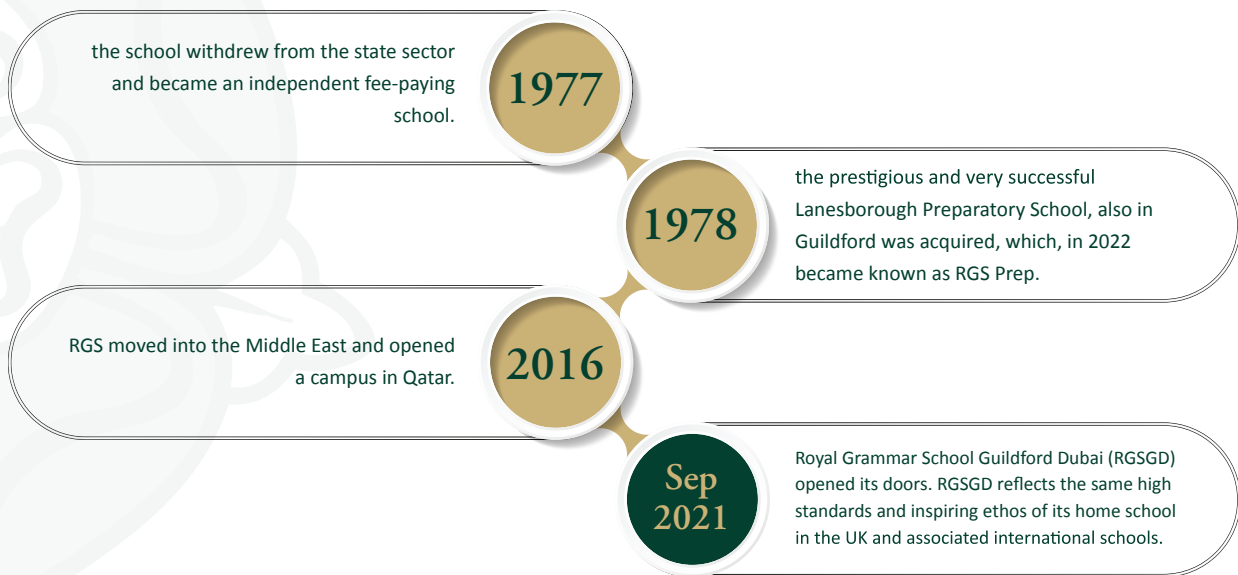 the school withdrew from the state sector
and became an independent fee-paying
school.
1977
1978
the prestigious and very successful
Lanesborough Preparatory School, also in
Guildford was acquired, which, in 2022
became known as RGS Prep.
RGS moved into the Middle East and opened
a campus in Qatar.
2016
Sep
2021
Royal Grammar School Guildford Dubai (RGSGD)
opened its doors. RGSGD reflects the same high
standards and inspiring ethos of its home school
in the UK and associated international schools.